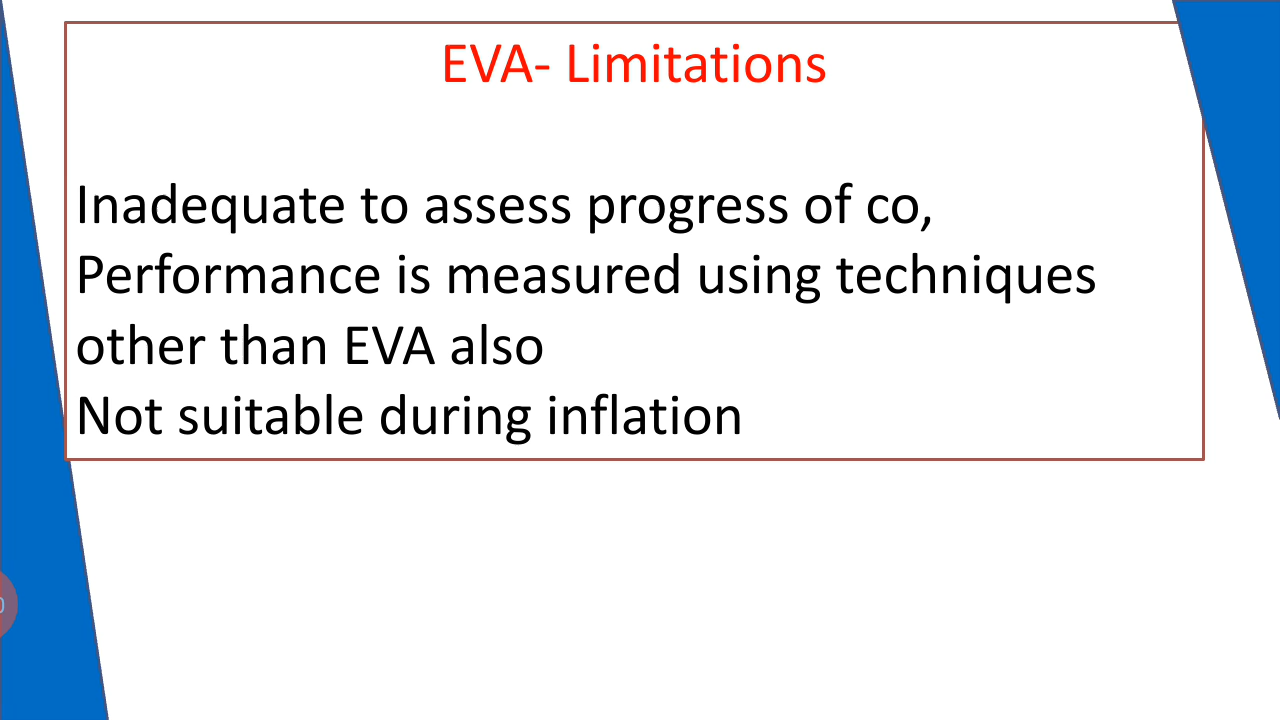 EVA- Limitations
Inadequate to assess progress of co,
Performance is measured using techniques
other than EVA also
Not suitable during inflation